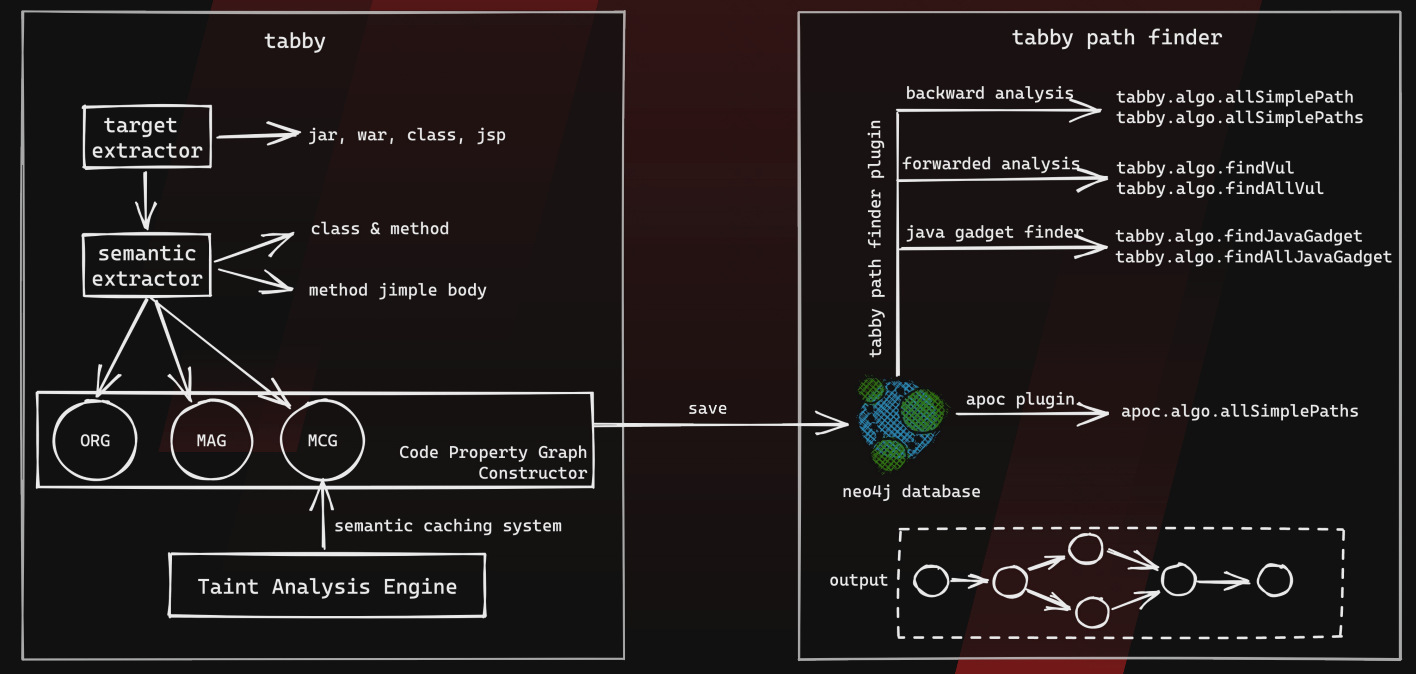 tabby
target
extractor
jar, war, class, jsp
semantic
extractor
class & method
method jimple body
ORG
MAG
MCG
Code Property Graph
Constructor
semantic caching system
Taint Analysis Engine
save
tabby path finder
tabby path finder plugin
backward analysis
tabby.algo.allSimplePath
tabby.algo.allSimplePaths
forwarded analysis
tabby.algo.findVul
tabby.algo.findAllVul
java gadget finder
tabby.algo.findJavaGadget
tabby.algo.findAllJavaGadget
apoc plugin
apoc.algo.allSimplePaths
neo4j database
output